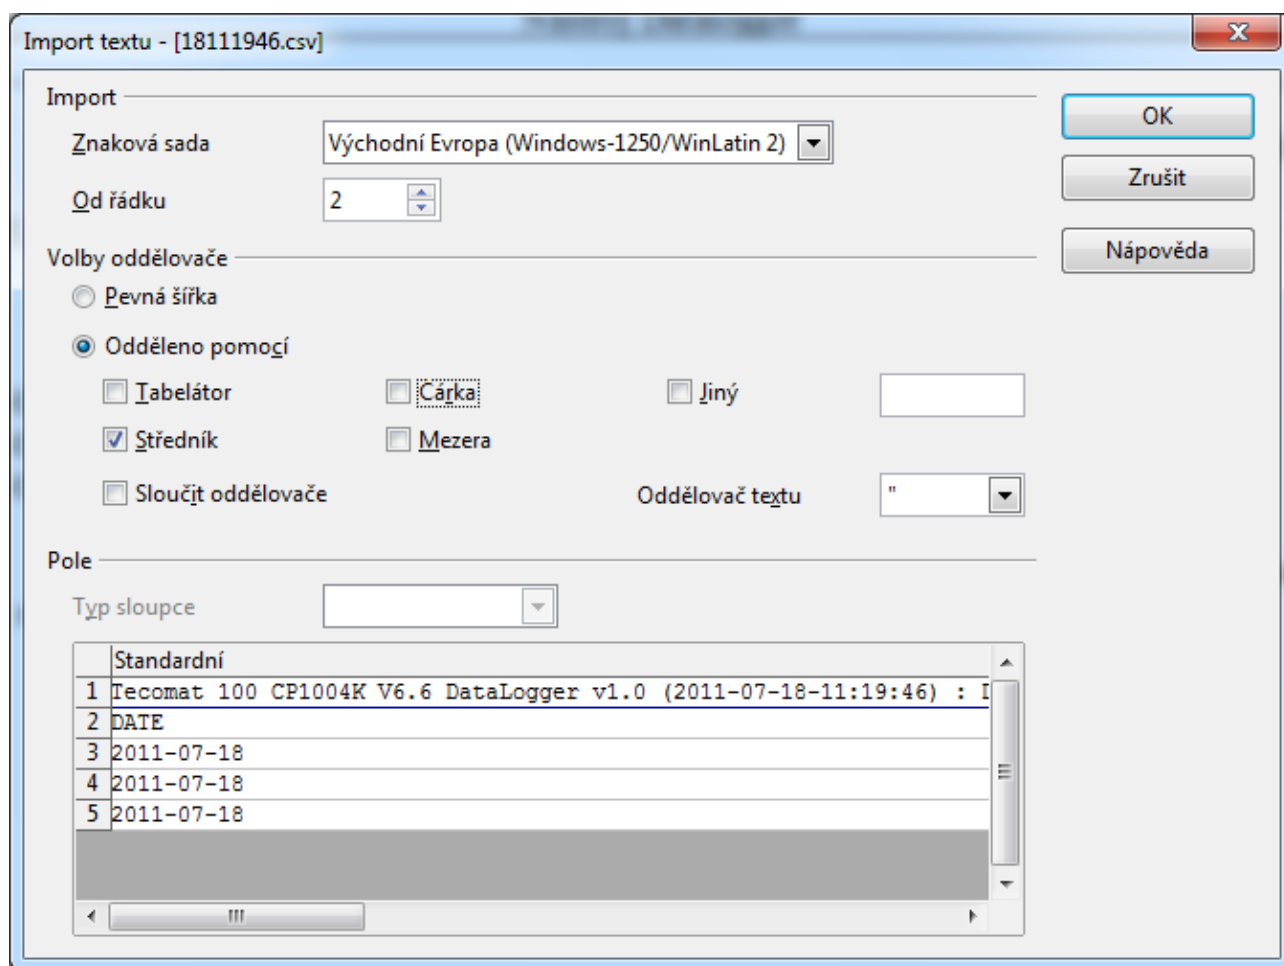 Import textu - [18111946.csv]
Import
Znaková sada
Východní Evropa (Windows-1250/WinLatin 2)
OK
Od řádku
2
Zrušit
Volby oddělovače
Nápověda
Pevná šířka
Odděleno pomocí
Tabelátor
Čárka
Jiný
Středník
Mezera
Sloučit oddělovače
Oddělovač textu
"
Pole
Typ sloupce
Standardní
1 Tecomat 100 CP1004K V6.6 DataLogger v1.0 (2011-07-18-11:19:46) :
2 DATE
3 2011-07-18
4 2011-07-18
5 2011-07-18